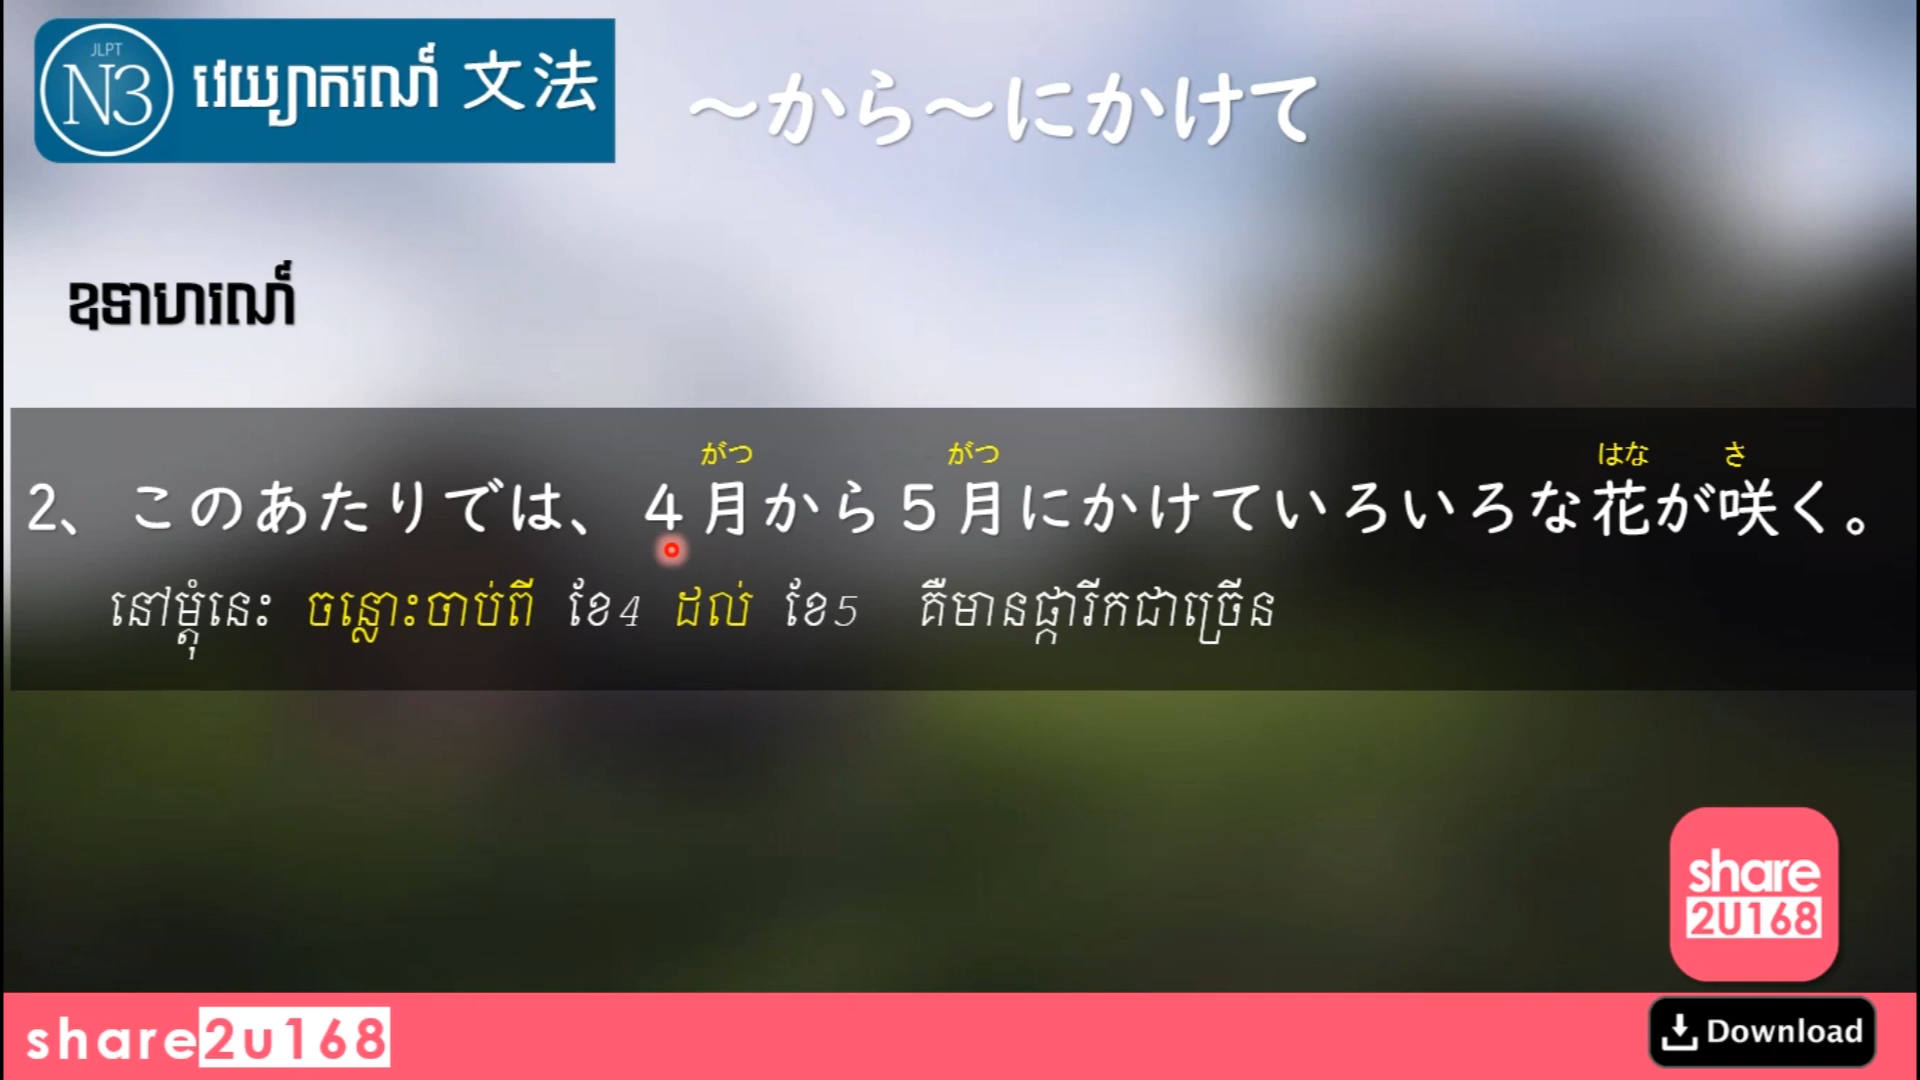 JLPT
N3
វេយ្យាករណ៍ 文法
～から～にかけて
ឧទាហរណ៍
がつ がつ はな さ
2、このあたりでは、４月から５月にかけていろいろな花が咲く。
នៅម្ដុំនេះ ចន្លោះចាប់ពី ខែ4 ដល់ ខែ5 គឺមានផ្ការីកជាច្រើន
share
2U168
share2u168
Download